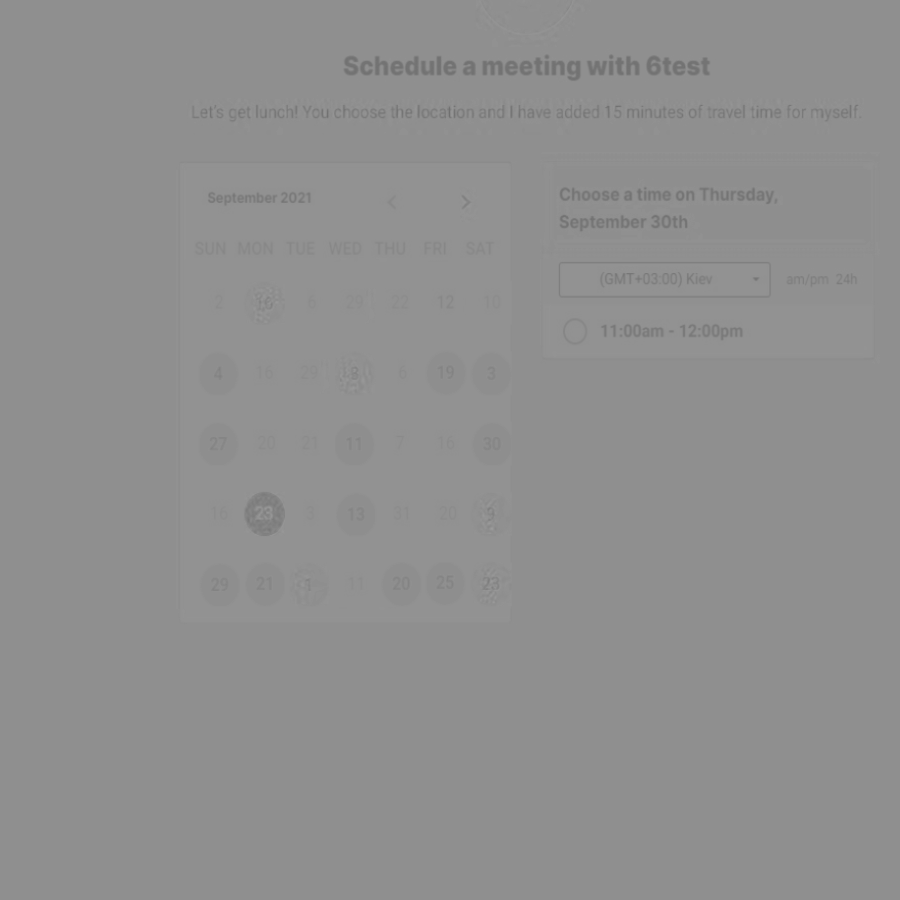 Schedule a meeting with 6test
Let's get lunch! You choose the location and I have added 15 minutes of travel time for myself.
September 2021
SUN MON TUE WED THU FRI SAT
2 16 6 29 22 12 10
4 16 29 6 19 3
27 20 21 11 7 16 30
16 23 3 13 31 20 9
29 21 11 20 25 23
Choose a time on Thursday,
September 30th
(GMT+03:00) Kiev
am/pm 24h
11:00am - 12:00pm